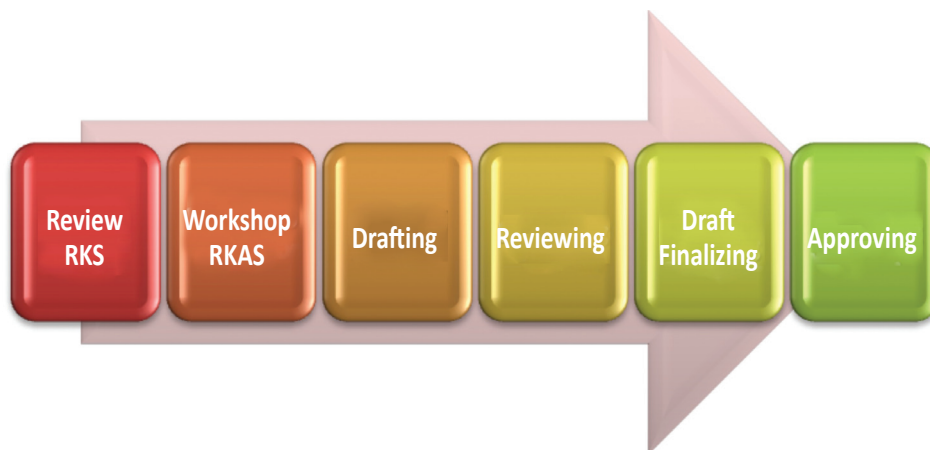 Review
RKS
Workshop
RKAS
Drafting
Reviewing
Draft
Finalizing
Approving